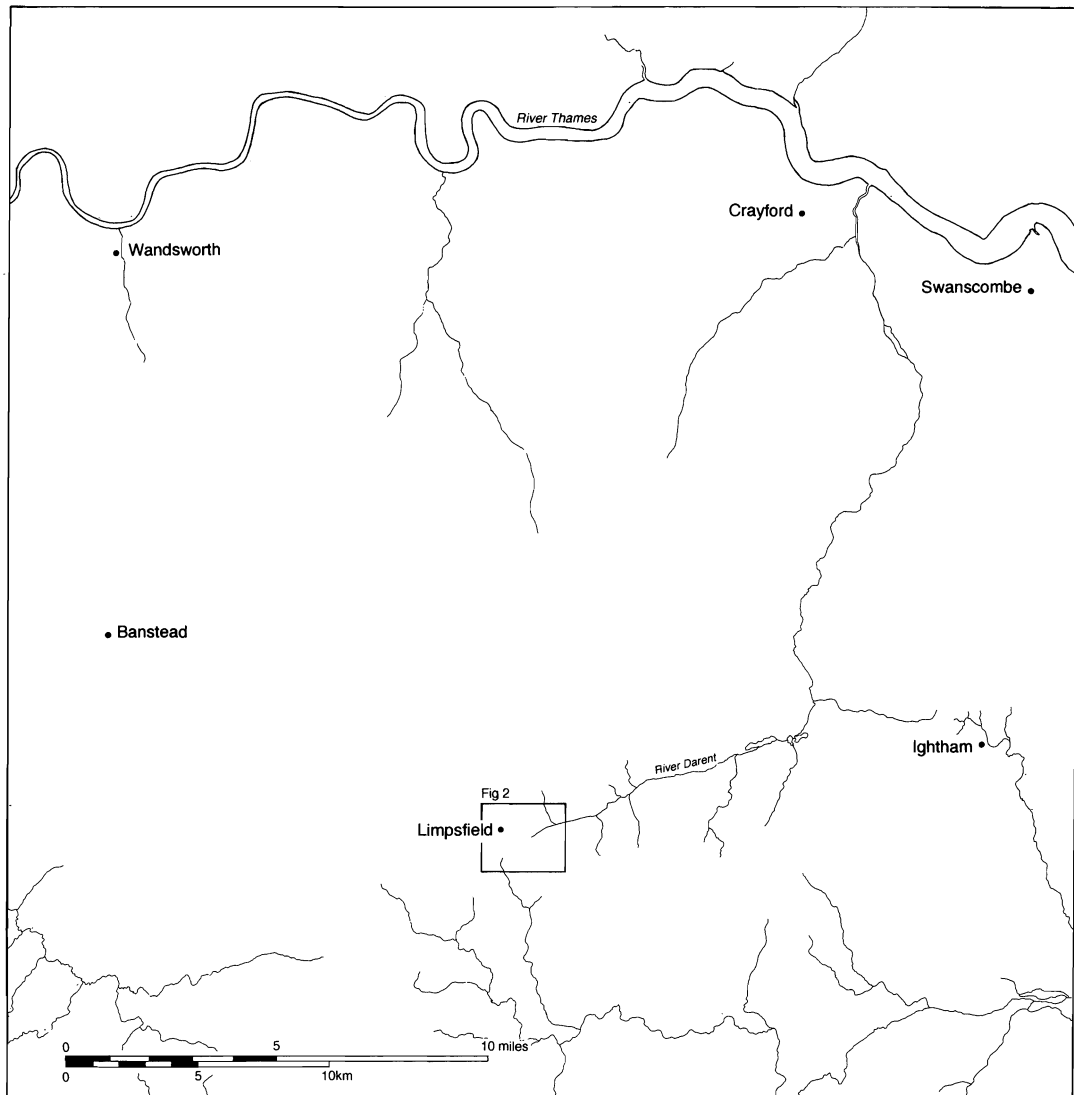 River Thames
Crayford
Wandsworth
Swanscombe
Banstead
Ightham
River Darent
Fig 2
Limpsfield
0 5 10 miles
0 5 10km